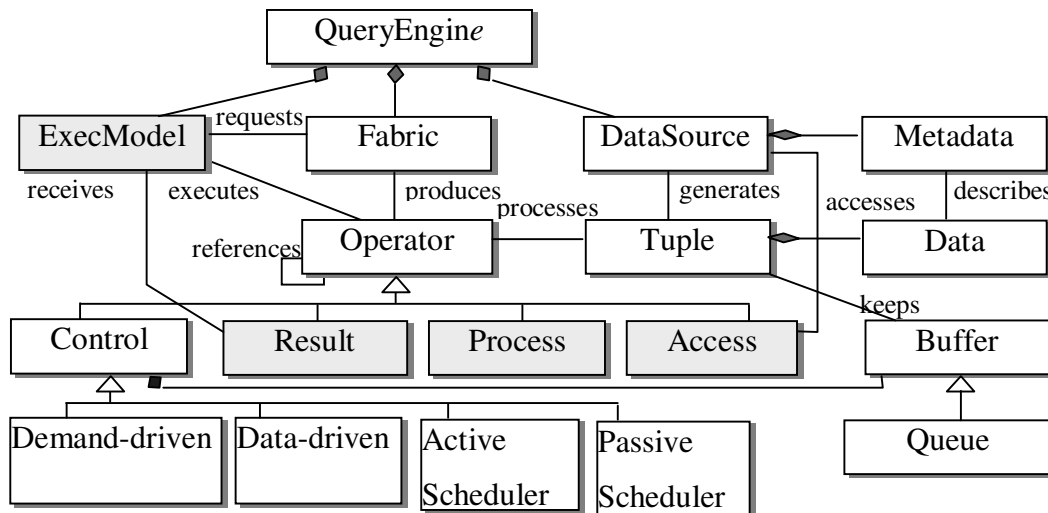 QueryEngine
requests
ExecModel
Fabric
DataSource
Metadata
receives
executes
produces
generates
describes
accesses
processes
references
Operator
Tuple
Data
keeps
Control
Result
Process
Access
Buffer
Demand-driven
Data-driven
Active
Scheduler
Passive
Scheduler
Queue